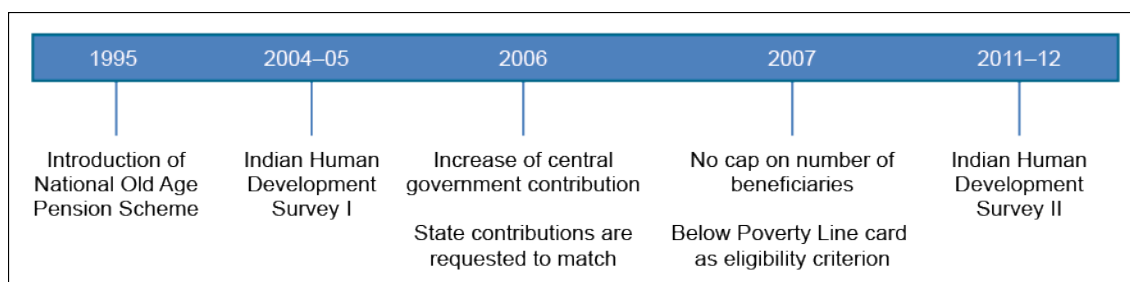 1995
2004–05
2006
2007
2011–12
Introduction of
National Old Age
Pension Scheme
Indian Human
Development
Survey I
Increase of central
government contribution
State contributions are
requested to match
No cap on number of
beneficiaries
Below Poverty Line card
as eligibility criterion
Indian Human
Development
Survey II